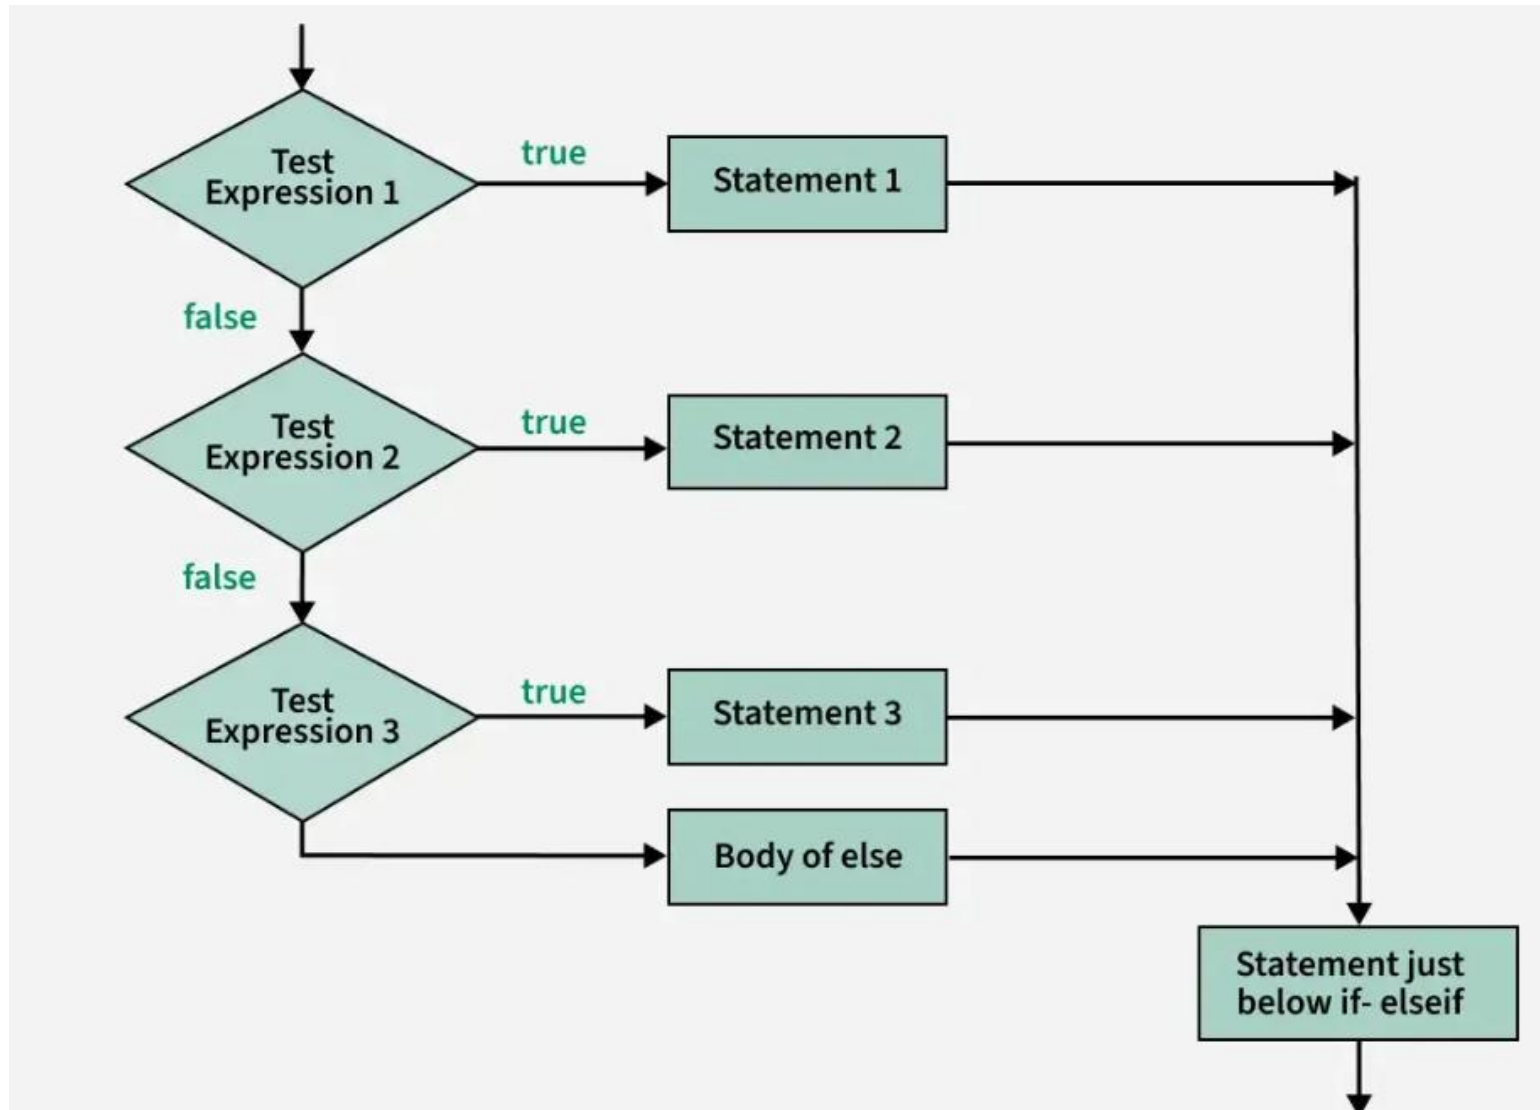 Test
Expression 1
true
Statement 1
false
Test
Expression 2
true
Statement 2
false
Test
Expression 3
true
Statement 3
Body of else
Statement just
below if- elseif